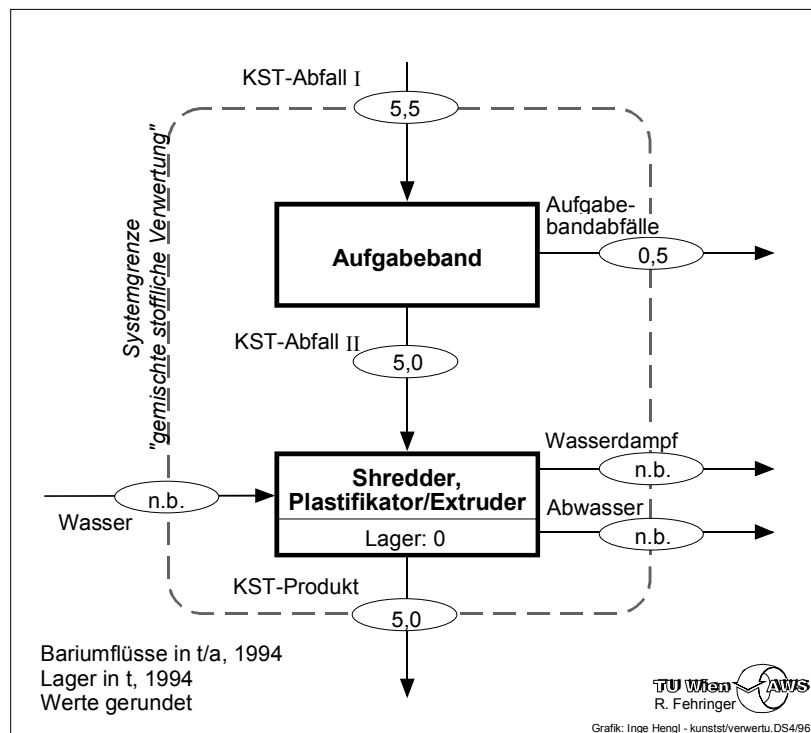 KST-Abfall I
5,5
Systemgrenze
"gemischte stoffliche Verwertung"
Aufgabeband
Aufgabe-
bandabfälle
0,5
KST-Abfall II
5,0
Wasser
n.b.
Shredder,
Plastifikator/Extruder
Lager: 0
Wasserdampf
n.b.
Abwasser
n.b.
KST-Produkt
5,0
Bariumflüsse in t/a, 1994
Lager in t, 1994
Werte gerundet
TU Wien AWS
R. Fehringer
Grafik: Inge Hengl - kunstst/verwertu.DS4/96